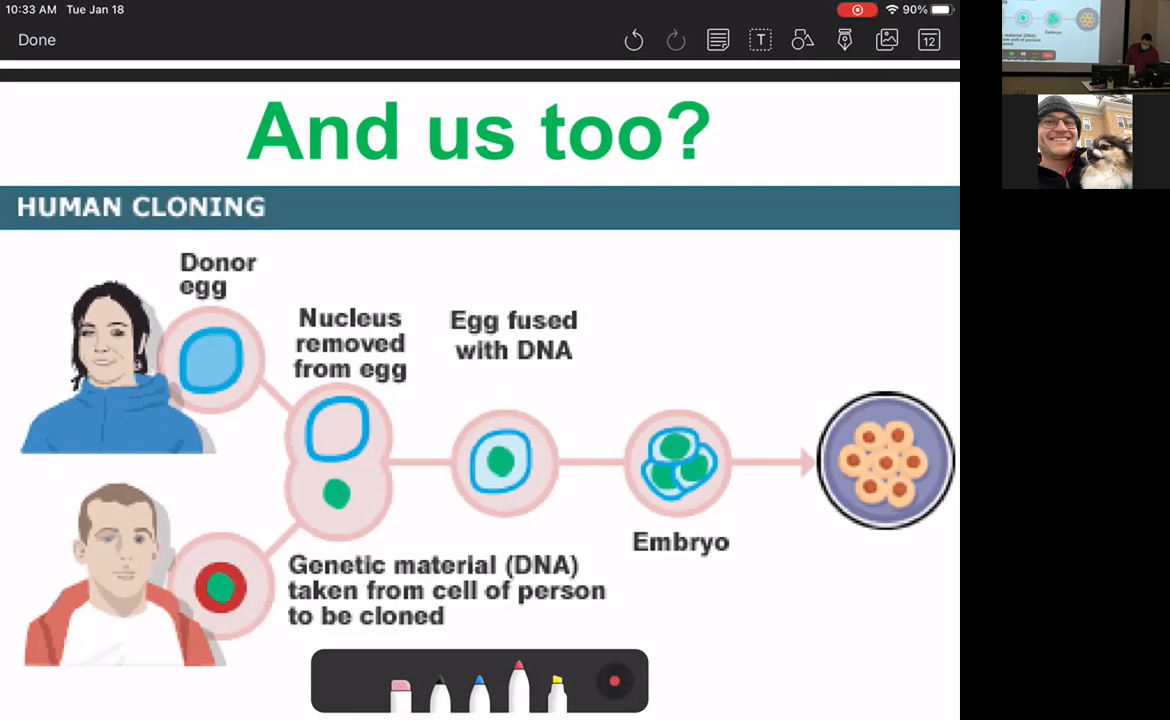 10:33 AM Tue Jan 18
90%
Done
T
12
And us too?
HUMAN CLONING
Donor
egg
Nucleus
removed
from egg
Egg fused
with DNA
Embryo
Genetic material (DNA)
taken from cell of person
to be cloned
Embryo